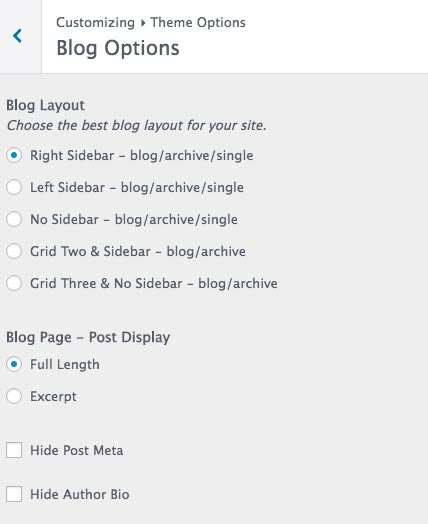 Customizing ▸ Theme Options
Blog Options
Blog Layout
Choose the best blog layout for your site.
Right Sidebar – blog/archive/single
Left Sidebar – blog/archive/single
No Sidebar – blog/archive/single
Grid Two & Sidebar – blog/archive
Grid Three & No Sidebar – blog/archive
Blog Page – Post Display
Full Length
Excerpt
Hide Post Meta
Hide Author Bio